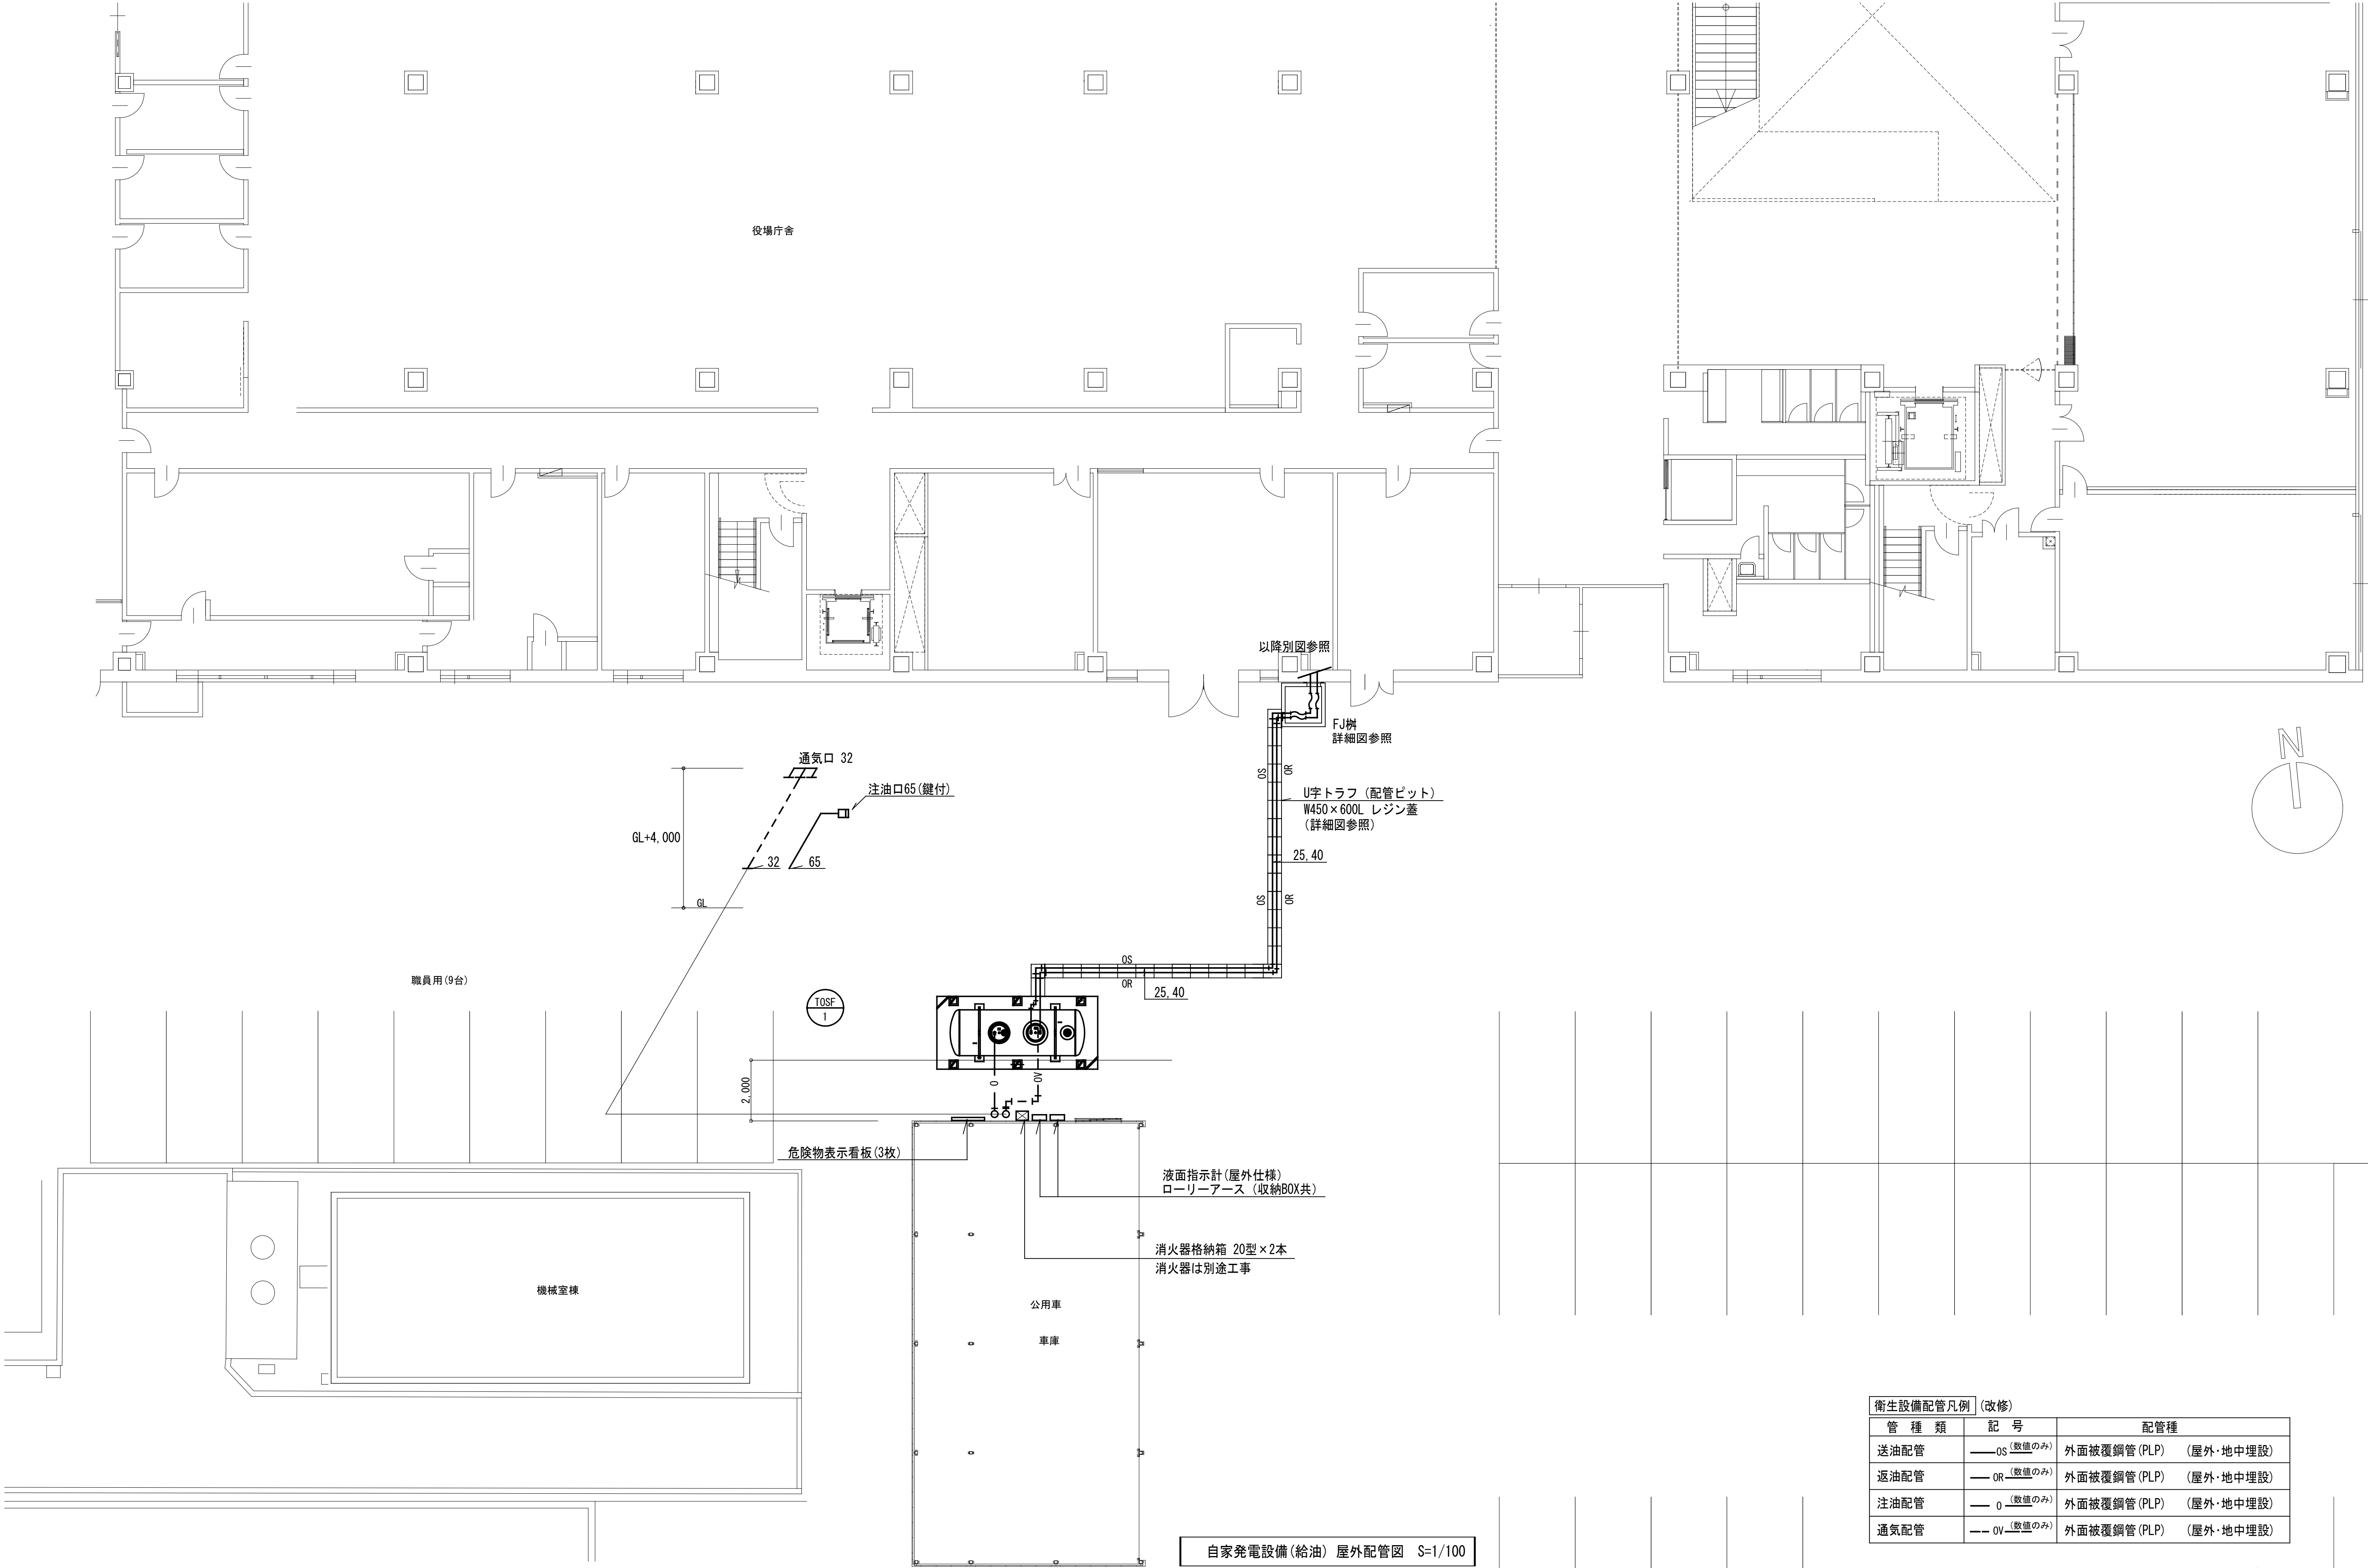 役場庁舎
以降別図参照
FJ桝
詳細図参照
N
通気口 32
注油口65(鍵付)
GL+4,000
32
65
GL
OS
OR
U字トラフ（配管ピット）
W450×600L レジン蓋
（詳細図参照）
25,40
OS
OR
OS
OR
25,40
職員用(9台)
TOSF
1
2,000
O
OV
危険物表示看板(3枚)
液面指示計(屋外仕様)
ローリーアース（収納BOX共）
消火器格納箱 20型×2本
消火器は別途工事
機械室棟
公用車
車庫
衛生設備配管凡例 (改修)
管 種 類 記 号 配管種
送油配管 OS (数値のみ) 外面被覆鋼管(PLP) (屋外・地中埋設)
返油配管 OR (数値のみ) 外面被覆鋼管(PLP) (屋外・地中埋設)
注油配管 O (数値のみ) 外面被覆鋼管(PLP) (屋外・地中埋設)
通気配管 OV (数値のみ) 外面被覆鋼管(PLP) (屋外・地中埋設)
自家発電設備(給油) 屋外配管図 S=1/100